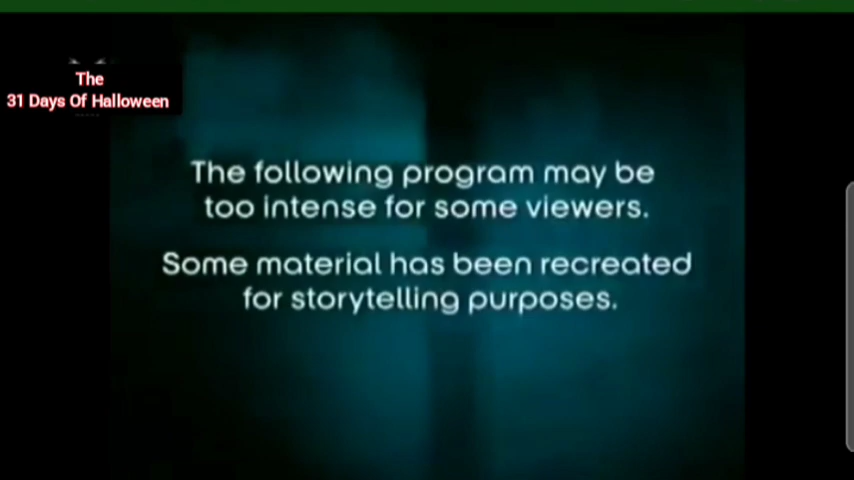 The
31 Days Of Halloween
The following program may be
too intense for some viewers.
Some material has been recreated
for storytelling purposes.